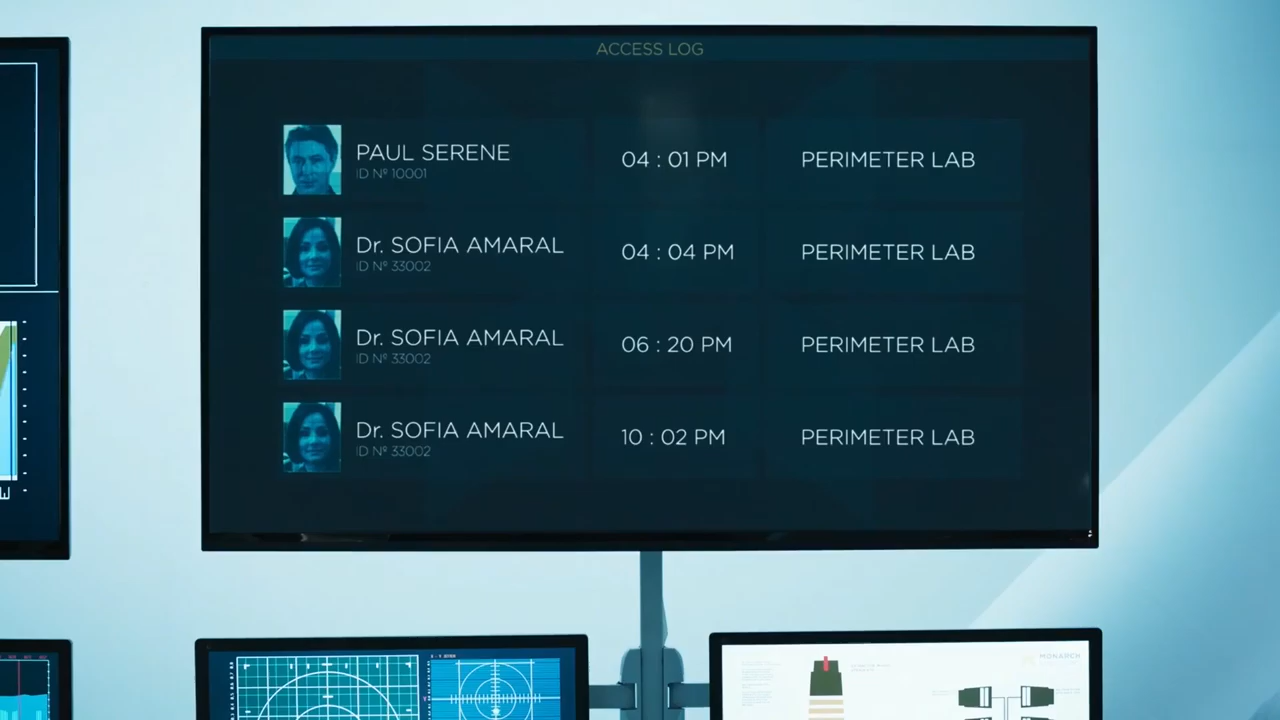 ACCESS LOG
PAUL SERENE
ID Nº 10001
04 : 01 PM
PERIMETER LAB
Dr. SOFIA AMARAL
ID Nº 33002
04 : 04 PM
PERIMETER LAB
Dr. SOFIA AMARAL
ID Nº 33002
06 : 20 PM
PERIMETER LAB
Dr. SOFIA AMARAL
ID Nº 33002
10 : 02 PM
PERIMETER LAB
MONARCH